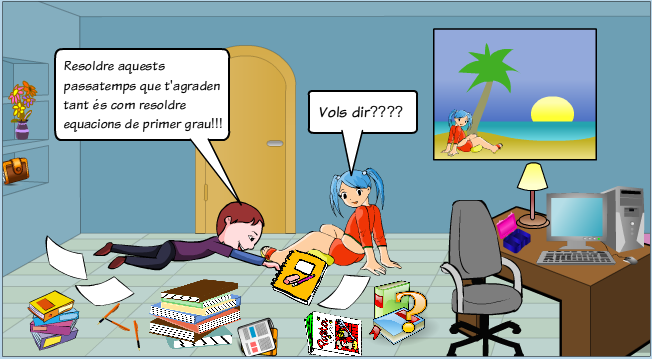 Resoldre aquests
passatemps que t'agraden
tant és com resoldre
equacions de primer grau!!!
Vols dir????